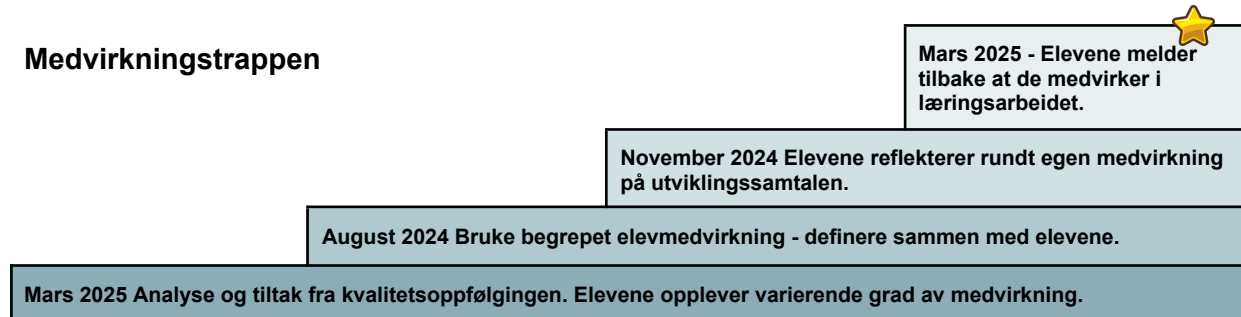 Medvirkningstrappen
Mars 2025 - Elevene melder
tilbake at de medvirker i
læringsarbeidet.
November 2024 Elevene reflekterer rundt egen medvirkning
på utviklingssamtalen.
August 2024 Bruke begrepet elevmedvirkning - definere sammen med elevene.
Mars 2025 Analyse og tiltak fra kvalitetsoppfølgingen. Elevene opplever varierende grad av medvirkning.